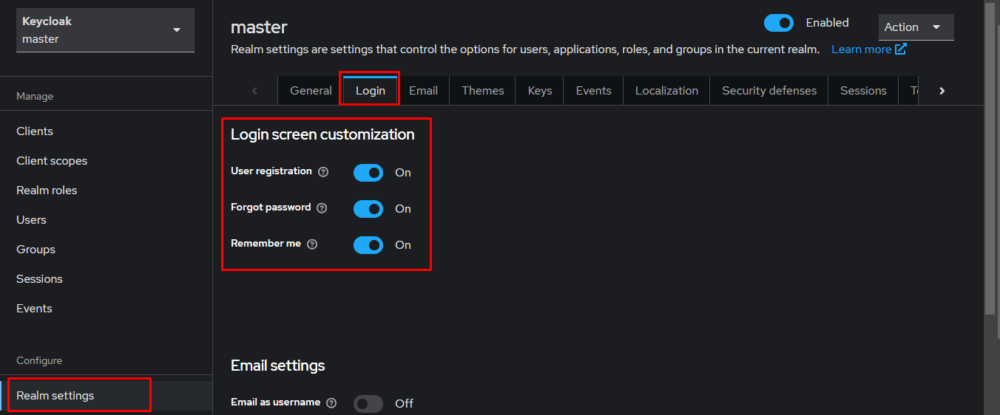 Keycloak
master
Manage
Clients
Client scopes
Realm roles
Users
Groups
Sessions
Events
Configure
Realm settings
master
Enabled
Action
Realm settings are settings that control the options for users, applications, roles, and groups in the current realm. Learn more
General Login Email Themes Keys Events Localization Security defenses Sessions
Login screen customization
User registration On
Forgot password On
Remember me On
Email settings
Email as username Off